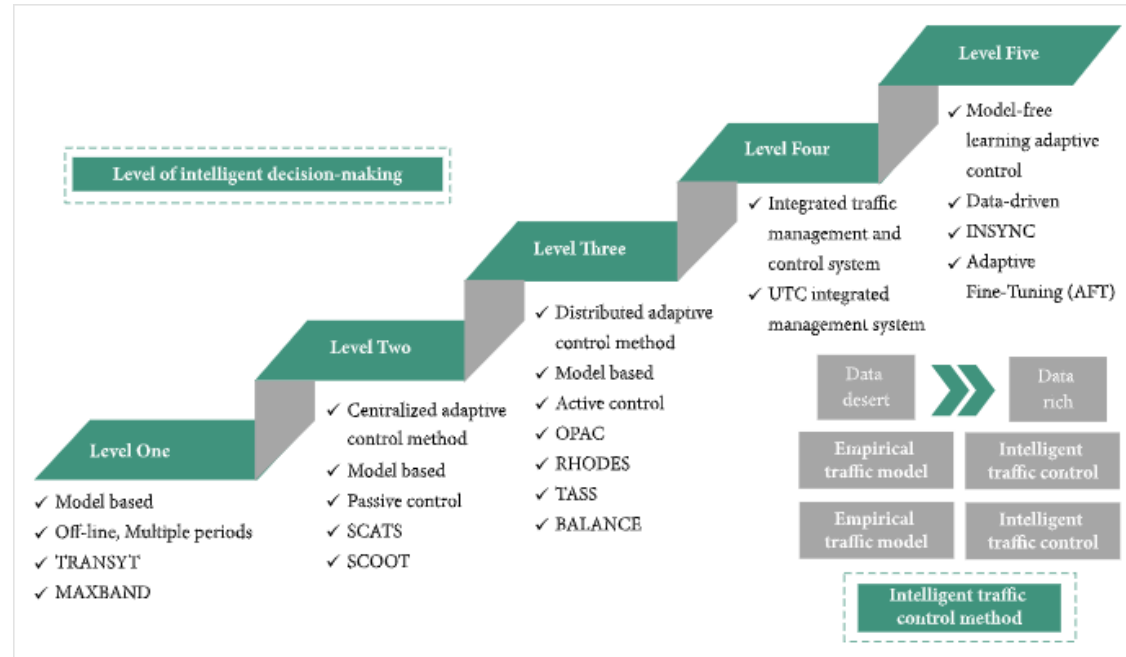 Level Five
✓ Model-free
learning adaptive
control
✓ Data-driven
✓ INSYNC
✓ Adaptive
Fine-Tuning (AFT)
Level Four
✓ Integrated traffic
management and
control system
✓ UTC integrated
management system
Level of intelligent decision-making
Level Three
✓ Distributed adaptive
control method
✓ Model based
✓ Active control
✓ OPAC
✓ RHODES
✓ TASS
✓ BALANCE
Level Two
✓ Centralized adaptive
control method
✓ Model based
✓ Passive control
✓ SCATS
✓ SCOOT
Level One
✓ Model based
✓ Off-line, Multiple periods
✓ TRANSYT
✓ MAXBAND
Data
desert
Data
rich
Empirical
traffic model
Intelligent
traffic control
Empirical
traffic model
Intelligent
traffic control
Intelligent traffic
control method